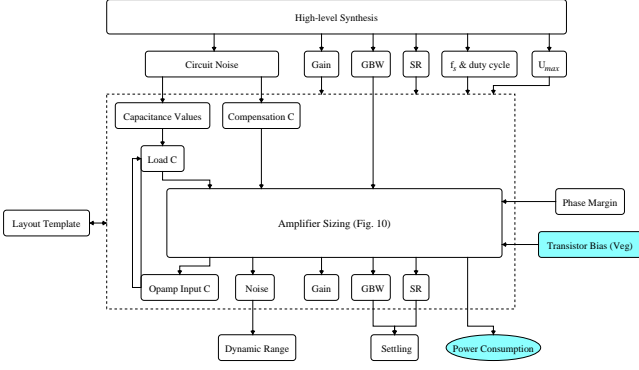 High-level Synthesis
Circuit Noise
Gain
GBW
SR
fs & duty cycle
Umax
Capacitance Values
Compensation C
Load C
Phase Margin
Layout Template
Amplifier Sizing (Fig. 10)
Transistor Bias (Veg)
Opamp Input C
Noise
Gain
GBW
SR
Dynamic Range
Settling
Power Consumption